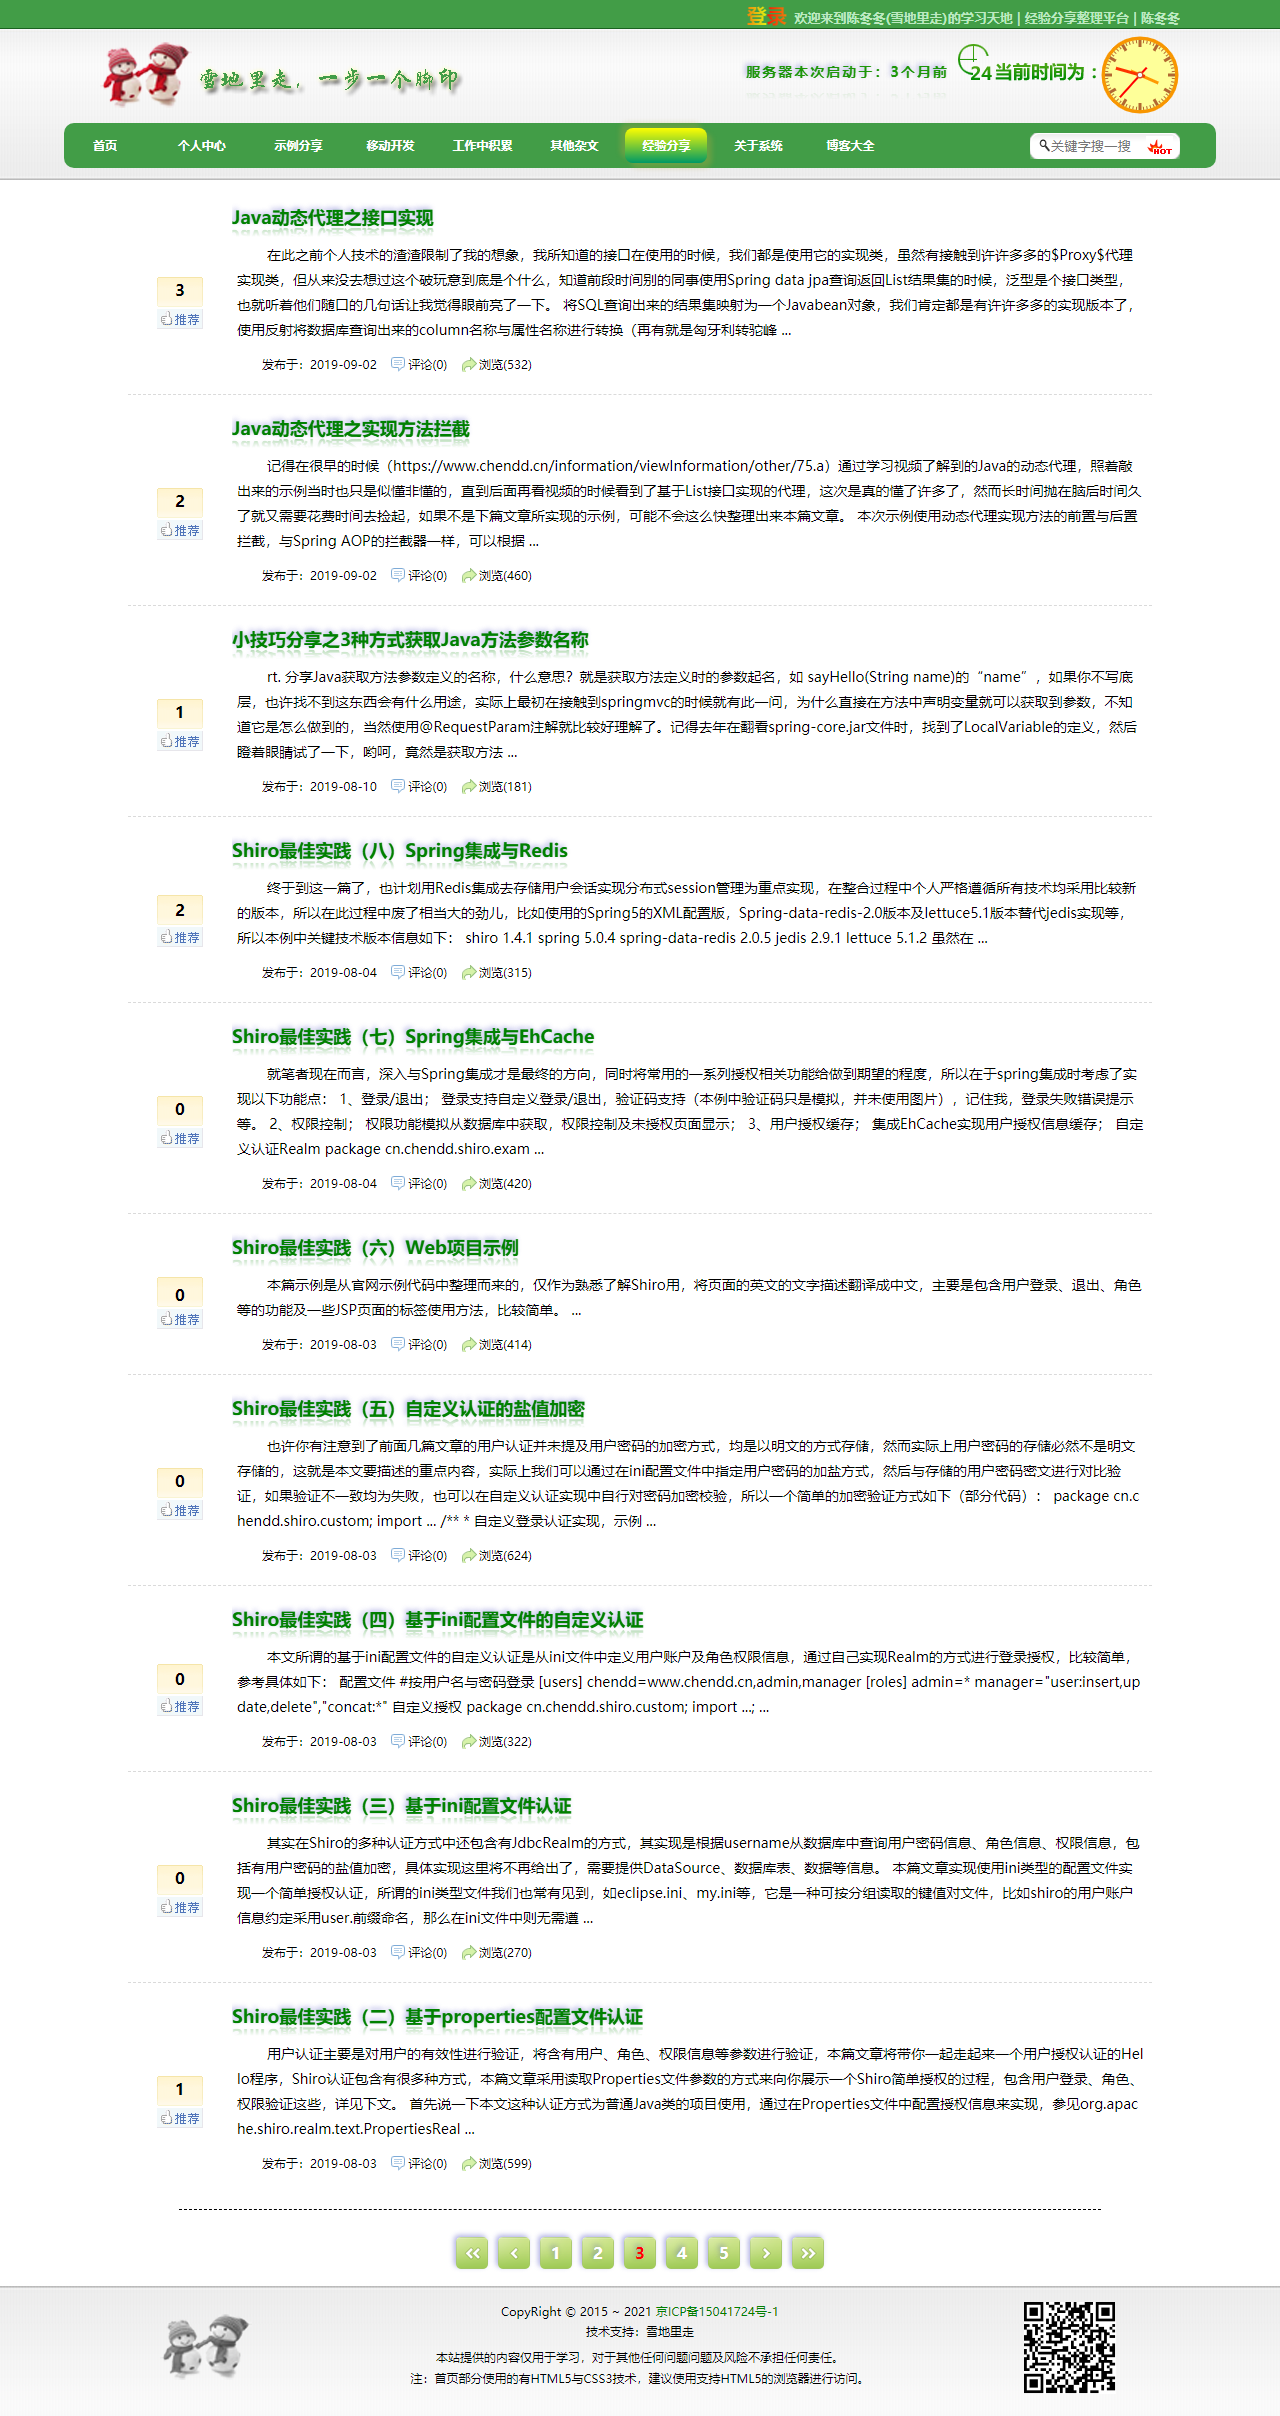 登录 欢迎来到陈冬冬(雪地里走)的学习天地 | 经验分享整理平台 | 陈冬冬
雪地里走，一步一个脚印
服务器本次启动于：3个月前 24 当前时间为：
首页 个人中心 示例分享 移动开发 工作中积累 其他杂文 经验分享 关于系统 博客大全 关键字搜一搜 HOT
Java动态代理之接口实现
在此之前个人技术的渣渣限制了我的想象，我所知道的接口在使用的时候，我们都是使用它的实现类，虽然有接触到许许多多的$Proxy$代理
实现类，但从来没去想过这个破玩意到底是个什么，知道前段时间别的同事使用Spring data jpa查询返回List结果集的时候，泛型是个接口类型，
也就听着他们随口的几句话让我觉得眼前亮了一下。 将SQL查询出来的结果集映射为一个Javabean对象，我们肯定都是有许许多多的实现版本了，
使用反射将数据库查询出来的column名称与属性名称进行转换（再有就是匈牙利转驼峰 ...
3
推荐
发布于：2019-09-02 评论(0) 浏览(532)
Java动态代理之实现方法拦截
记得在很早的时候（https://www.chendd.cn/information/viewInformation/other/75.a）通过学习视频了解到的Java的动态代理，照着敲
出来的示例当时也只是似懂非懂的，直到后面再看视频的时候看到了基于List接口实现的代理，这次是真的懂了许多了，然而长时间抛在脑后时间久
了就又需要花费时间去捡起，如果不是下篇文章所实现的示例，可能不会这么快整理出来本篇文章。 本次示例使用动态代理实现方法的前置与后置
拦截，与Spring AOP的拦截器一样，可以根据 ...
2
推荐
发布于：2019-09-02 评论(0) 浏览(460)
小技巧分享之3种方式获取Java方法参数名称
rt. 分享Java获取方法参数定义的名称，什么意思？就是获取方法定义时的参数起名，如 sayHello(String name)的“name”，如果你不写底
层，也许找不到这东西会有什么用途，实际上最初在接触到springmvc的时候就有此一问，为什么直接在方法中声明变量就可以获取到参数，不知
道它是怎么做到的，当然使用@RequestParam注解就比较好理解了。记得去年在翻看spring-core.jar文件时，找到了LocalVariable的定义，然后
瞪着眼睛试了一下，哟呵，竟然是获取方法 ...
1
推荐
发布于：2019-08-10 评论(0) 浏览(181)
Shiro最佳实践（八）Spring集成与Redis
终于到这一篇了，也计划用Redis集成去存储用户会话实现分布式session管理为重点实现，在整合过程中个人严格遵循所有技术均采用比较新
的版本，所以在此过程中废了相当大的劲儿，比如使用的Spring5的XML配置版，Spring-data-redis-2.0版本及lettuce5.1版本替代jedis实现等，
所以本例中关键技术版本信息如下： shiro 1.4.1 spring 5.0.4 spring-data-redis 2.0.5 jedis 2.9.1 lettuce 5.1.2 虽然在 ...
2
推荐
发布于：2019-08-04 评论(0) 浏览(315)
Shiro最佳实践（七）Spring集成与EhCache
就笔者现在而言，深入与Spring集成才是最终的方向，同时将常用的一系列授权相关功能给做到期望的程度，所以在于spring集成时考虑了实
现以下功能点： 1、登录/退出； 登录支持自定义登录/退出，验证码支持（本例中验证码只是模拟，并未使用图片），记住我，登录失败错误提示
等。 2、权限控制； 权限功能模拟从数据库中获取，权限控制及未授权页面显示； 3、用户授权缓存； 集成EhCache实现用户授权信息缓存； 自定
义认证Realm package cn.chendd.shiro.exam ...
0
推荐
发布于：2019-08-04 评论(0) 浏览(420)
Shiro最佳实践（六）Web项目示例
本篇示例是从官网示例代码中整理而来的，仅作为熟悉了解Shiro用，将页面的英文的文字描述翻译成中文，主要是包含用户登录、退出、角色
等的功能及一些JSP页面的标签使用方法，比较简单。 ...
0
推荐
发布于：2019-08-03 评论(0) 浏览(414)
Shiro最佳实践（五）自定义认证的盐值加密
也许你有注意到了前面几篇文章的用户认证并未提及用户密码的加密方式，均是以明文的方式存储，然而实际上用户密码的存储必然不是明文
存储的，这就是本文要描述的重点内容，实际上我们可以通过在ini配置文件中指定用户密码的加盐方式，然后与存储的用户密码密文进行对比验
证，如果验证不一致均为失败，也可以在自定义认证实现中自行对密码加密校验，所以一个简单的加密验证方式如下（部分代码）： package cn.c
hendd.shiro.custom; import ... /** * 自定义登录认证实现，示例 ...
0
推荐
发布于：2019-08-03 评论(0) 浏览(624)
Shiro最佳实践（四）基于ini配置文件的自定义认证
本文所谓的基于ini配置文件的自定义认证是从ini文件中定义用户账户及角色权限信息，通过自己实现Realm的方式进行登录授权，比较简单，
参考具体如下： 配置文件 #按用户名与密码登录 [users] chendd=www.chendd.cn,admin,manager [roles] admin=* manager="user:insert,up
date,delete","concat:*" 自定义授权 package cn.chendd.shiro.custom; import ...; ...
0
推荐
发布于：2019-08-03 评论(0) 浏览(322)
Shiro最佳实践（三）基于ini配置文件认证
其实在Shiro的多种认证方式中还包含有JdbcRealm的方式，其实现是根据username从数据库中查询用户密码信息、角色信息、权限信息，包
括有用户密码的盐值加密，具体实现这里将不再给出了，需要提供DataSource、数据库表、数据等信息。 本篇文章实现使用ini类型的配置文件实
现一个简单授权认证，所谓的ini类型文件我们也常有见到，如eclipse.ini、my.ini等，它是一种可按分组读取的键值对文件，比如shiro的用户账户
信息约定采用user.前缀命名，那么在ini文件中则无需遵 ...
0
推荐
发布于：2019-08-03 评论(0) 浏览(270)
Shiro最佳实践（二）基于properties配置文件认证
用户认证主要是对用户的有效性进行验证，将含有用户、角色、权限信息等参数进行验证，本篇文章将带你一起走起来一个用户授权认证的Hel
lo程序，Shiro认证包含有很多种方式，本篇文章采用读取Properties文件参数的方式来向你展示一个Shiro简单授权的过程，包含用户登录、角色、
权限验证这些，详见下文。 首先说一下本文这种认证方式为普通Java类的项目使用，通过在Properties文件中配置授权信息来实现，参见org.apac
he.shiro.realm.text.PropertiesReal ...
1
推荐
发布于：2019-08-03 评论(0) 浏览(599)
‹‹ ‹ 1 2 3 4 5 › ››
CopyRight © 2015 ~ 2021 京ICP备15041724号-1
技术支持：雪地里走
本站提供的内容仅用于学习，对于其他任何问题问题及风险不承担任何责任。
注：首页部分使用的有HTML5与CSS3技术，建议使用支持HTML5的浏览器进行访问。